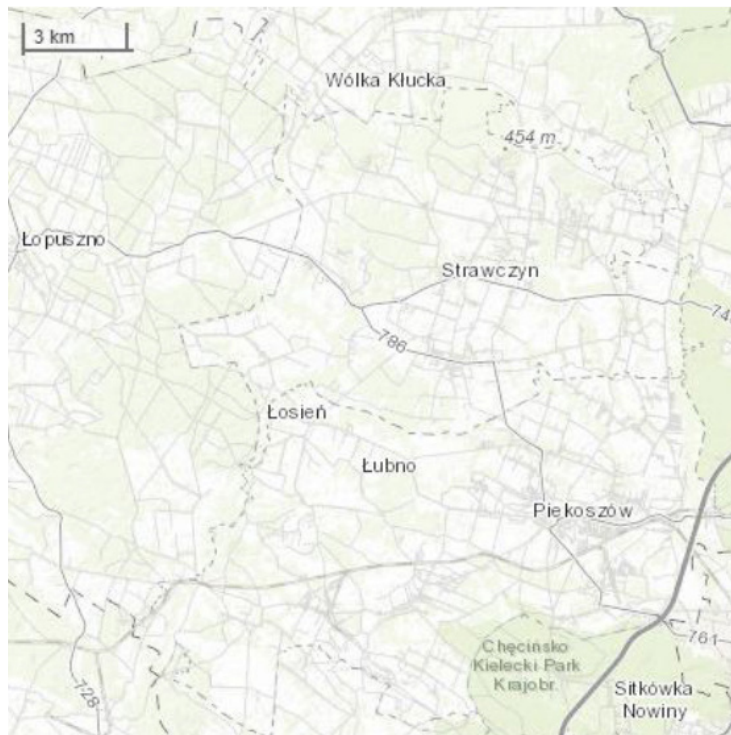 3 km
Wólka Kłucka
454 m
Łopuszno
Strawczyn
74
786
Łosień
Łubno
Piekoszów
Chęcińsko
Kielecki Park
Krajobr.
761
728
Sitkówka
Nowiny